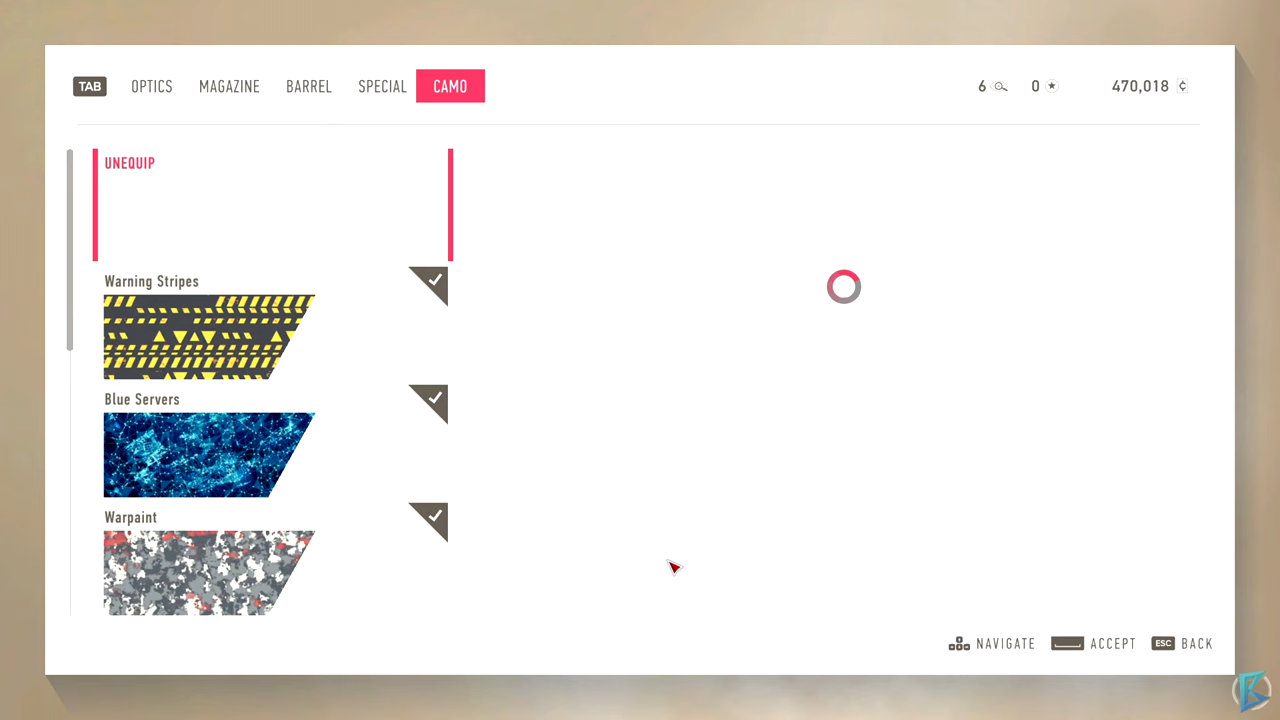 TAB OPTICS MAGAZINE BARREL SPECIAL CAMO 6 0 470,018 ¢
UNEQUIP
Warning Stripes
Blue Servers
Warpaint
NAVIGATE ACCEPT ESC BACK